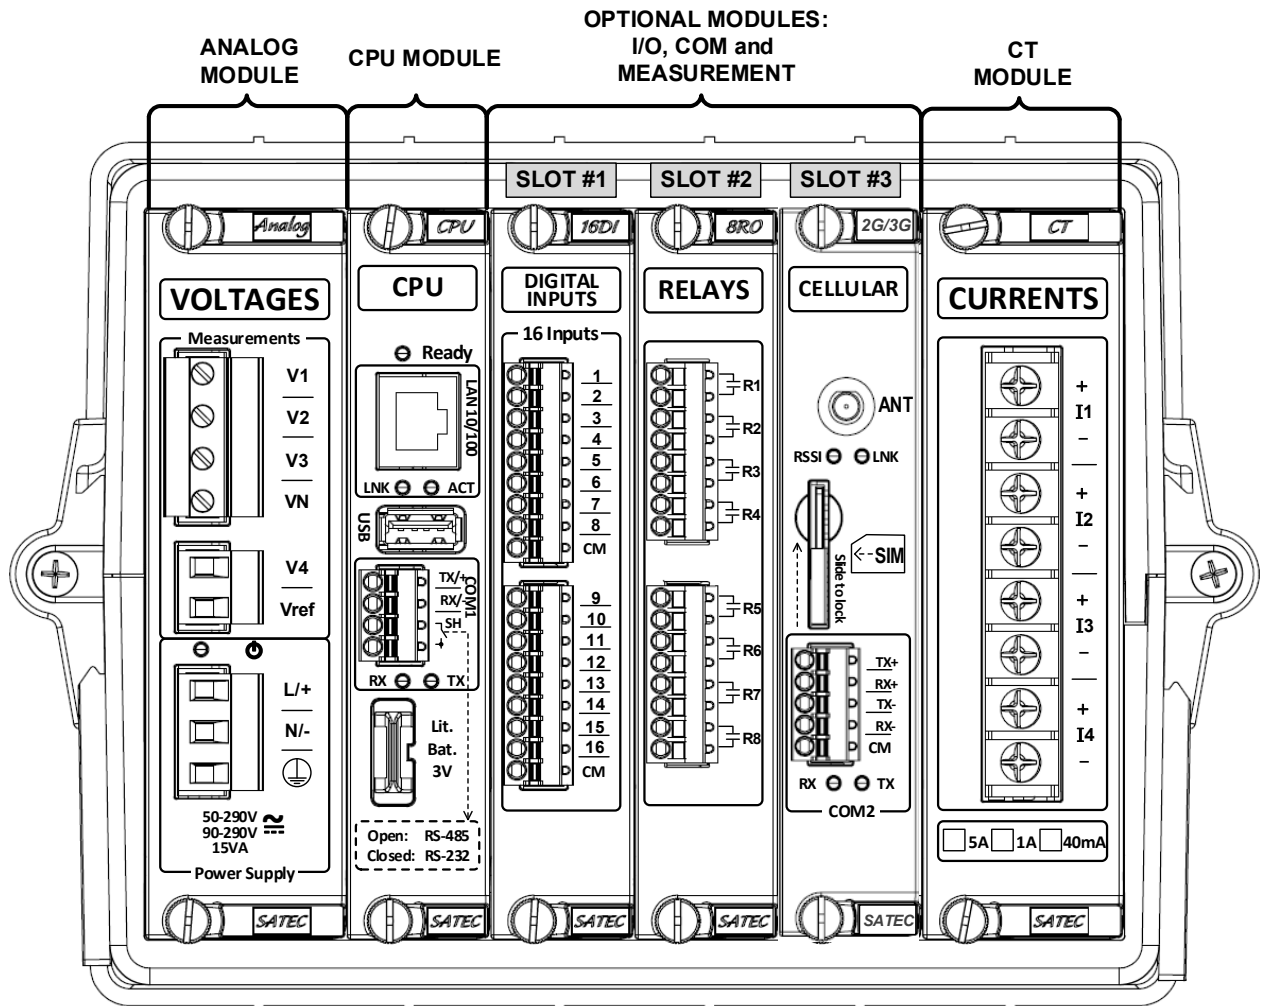 OPTIONAL MODULES:
I/O, COM and
MEASUREMENT
ANALOG
MODULE
CPU MODULE
CT
MODULE
SLOT #1
SLOT #2
SLOT #3
Analog
CPU
16DI
8RO
2G/3G
CT
VOLTAGES
Measurements
V1
V2
V3
VN
V4
Vref
L/+
N/-
50-290V
90-290V
15VA
Power Supply
SATEC
CPU
Ready
LAN 10/100
LNK
ACT
USB
TX/+
RX/-
SH
COM1
RX
TX
Lit.
Bat.
3V
Open: RS-485
Closed: RS-232
SATEC
DIGITAL
INPUTS
16 Inputs
1
2
3
4
5
6
7
8
CM
9
10
11
12
13
14
15
16
CM
SATEC
RELAYS
R1
R2
R3
R4
R5
R6
R7
R8
SATEC
CELLULAR
ANT
RSSI
LNK
SIM
Slide to lock
TX+
RX+
TX-
RX-
CM
RX
TX
COM2
SATEC
CURRENTS
+
I1
-
+
I2
-
+
I3
-
+
I4
-
5A 1A 40mA
SATEC